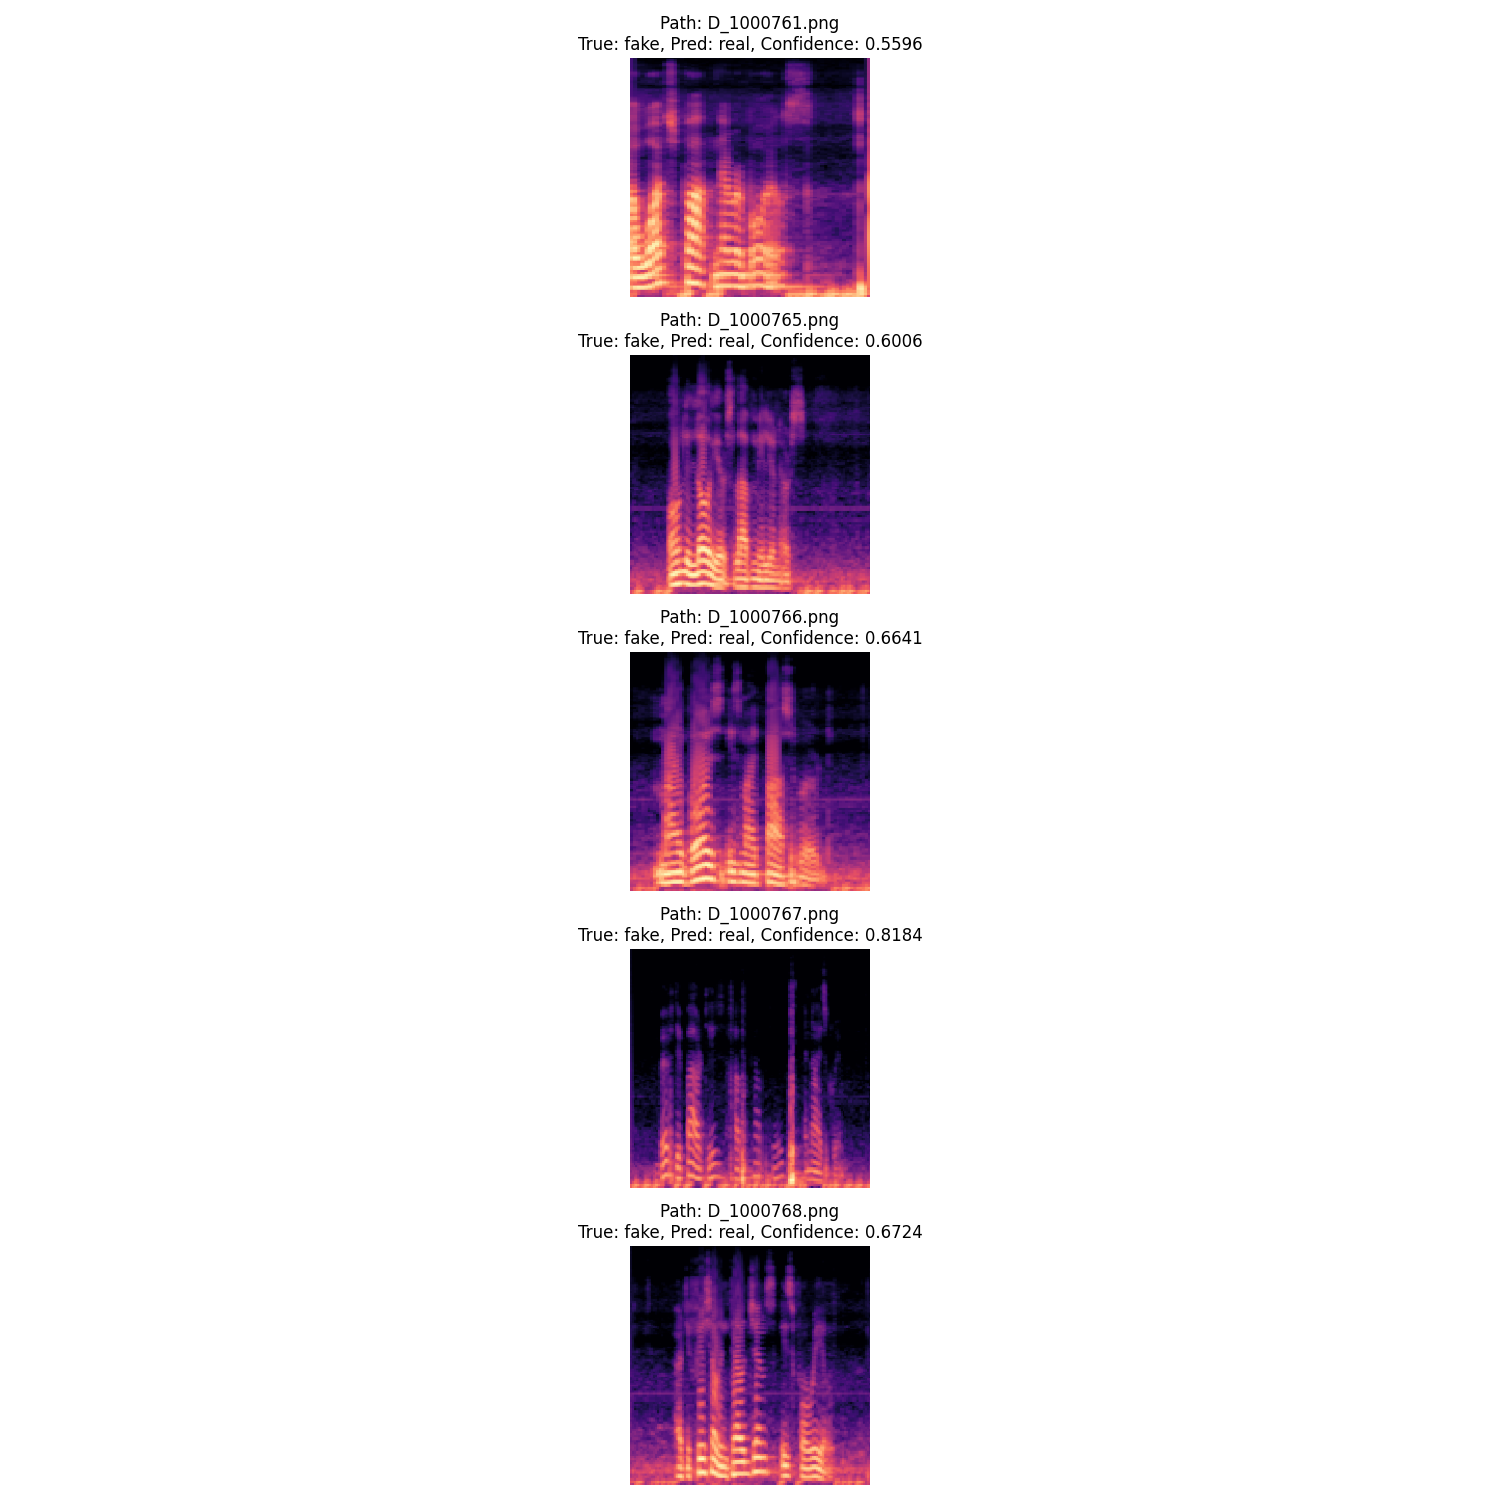 Path: D_1000761.png
True: fake, Pred: real, Confidence: 0.5596
Path: D_1000765.png
True: fake, Pred: real, Confidence: 0.6006
Path: D_1000766.png
True: fake, Pred: real, Confidence: 0.6641
Path: D_1000767.png
True: fake, Pred: real, Confidence: 0.8184
Path: D_1000768.png
True: fake, Pred: real, Confidence: 0.6724